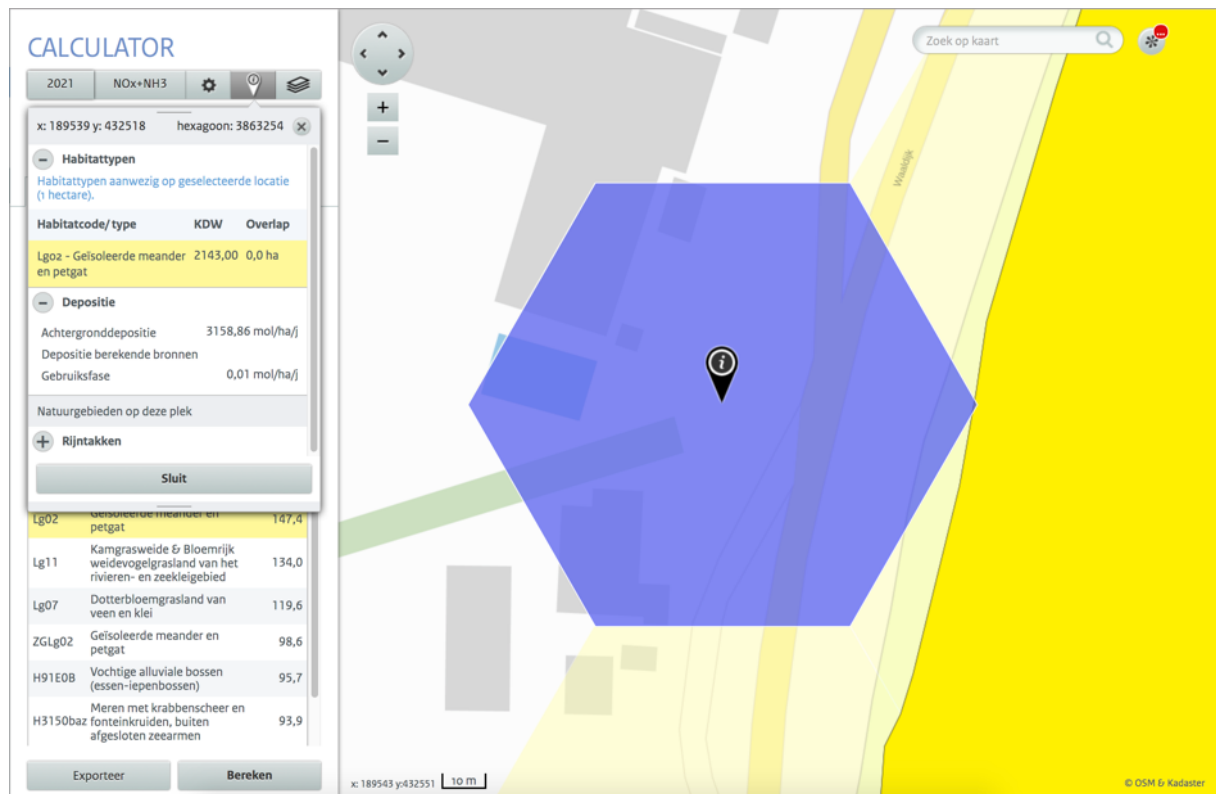 CALCULATOR
2021 NOx+NH3
x: 189539 y: 432518 hexagoon: 3863254
Habitattypen
Habitattypen aanwezig op geselecteerde locatie
(1 hectare).
Habitatcode/type KDW Overlap
Lg02 - Geïsoleerde meander 2143,00 0,0 ha
en petgat
Depositie
Achtergronddepositie 3158,86 mol/ha/j
Depositie berekende bronnen
Gebruiksfase 0,01 mol/ha/j
Natuurgebieden op deze plek
Rijntakken
Sluit
Lg02 Geïsoleerde meander en 147,4
petgat
Kamgrasweide & Bloemrijk
Lg11 weidevogelgrasland van het 134,0
rivieren- en zeekleigebied
Lg07 Dotterbloemgrasland van 119,6
veen en klei
ZGLg02 Geïsoleerde meander en 98,6
petgat
H91E0B Vochtige alluviale bossen 95,7
(essen-iepenbossen)
Meren met krabbenscheer en
H3150baz fonteinkruiden, buiten 93,9
afgesloten zeearmen
Exporteer Bereken
Zoek op kaart
Waaldijk
x: 189543 y:432551 10 m
© OSM & Kadaster